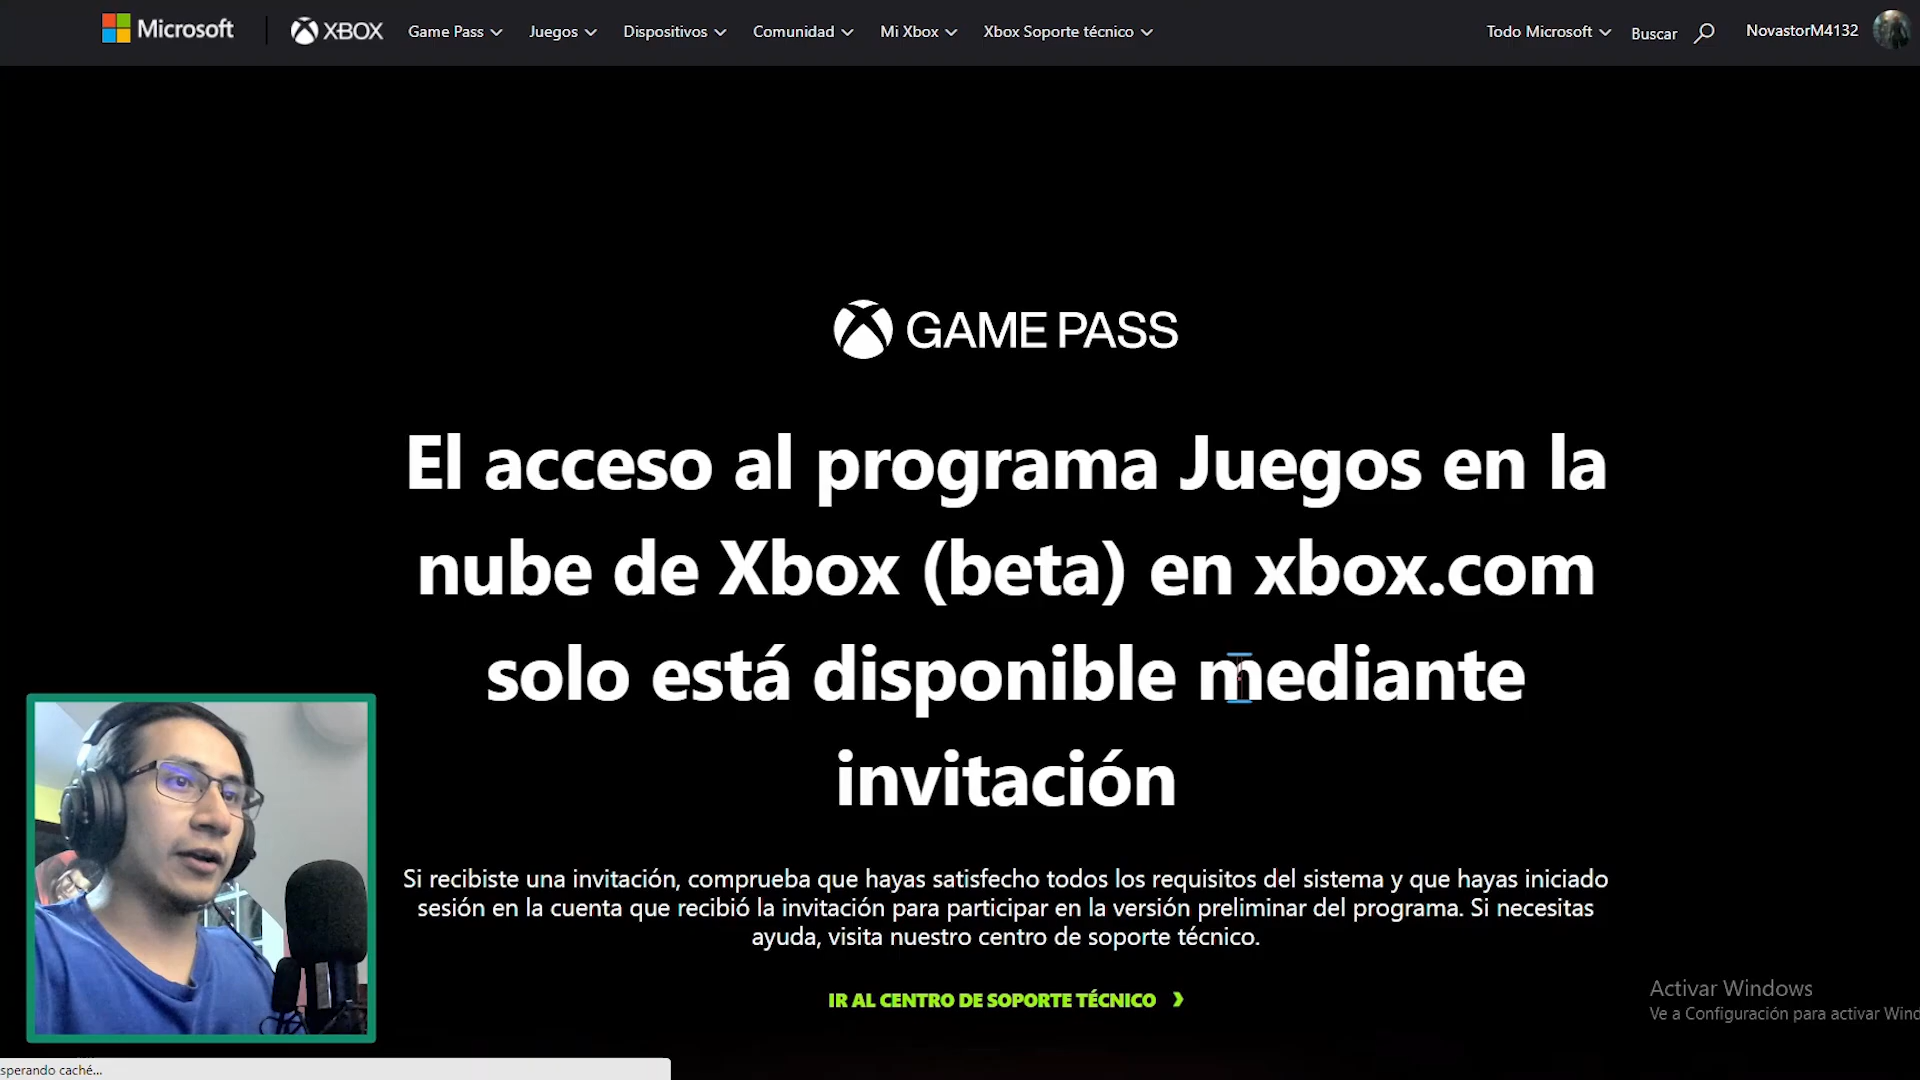 Microsoft XBOX Game Pass Juegos Dispositivos Comunidad Mi Xbox Xbox Soporte técnico Todo Microsoft Buscar NovastorM4132
GAME PASS
El acceso al programa Juegos en la
nube de Xbox (beta) en xbox.com
solo está disponible mediante
invitación
Si recibiste una invitación, comprueba que hayas satisfecho todos los requisitos del sistema y que hayas iniciado
sesión en la cuenta que recibió la invitación para participar en la versión preliminar del programa. Si necesitas
ayuda, visita nuestro centro de soporte técnico.
IR AL CENTRO DE SOPORTE TÉCNICO
Activar Windows
Ve a Configuración para activar Wind
sperando caché...